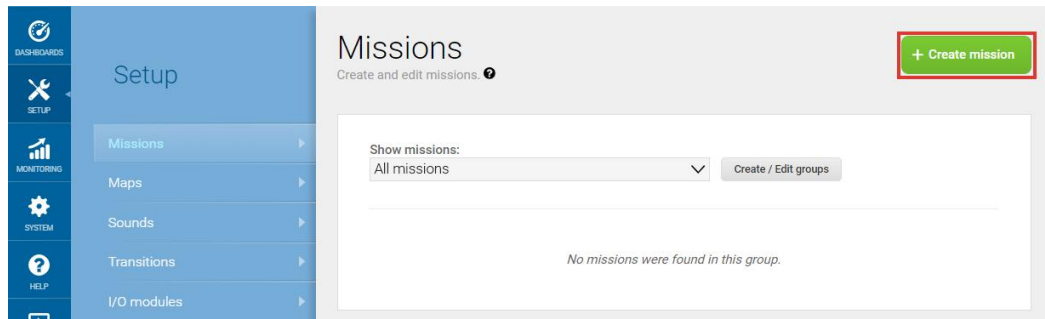 DASHBOARDS
SETUP
MONITORING
SYSTEM
HELP
Setup
Missions
Maps
Sounds
Transitions
I/O modules
Missions
+ Create mission
Create and edit missions. ?
Show missions:
All missions
Create / Edit groups
No missions were found in this group.